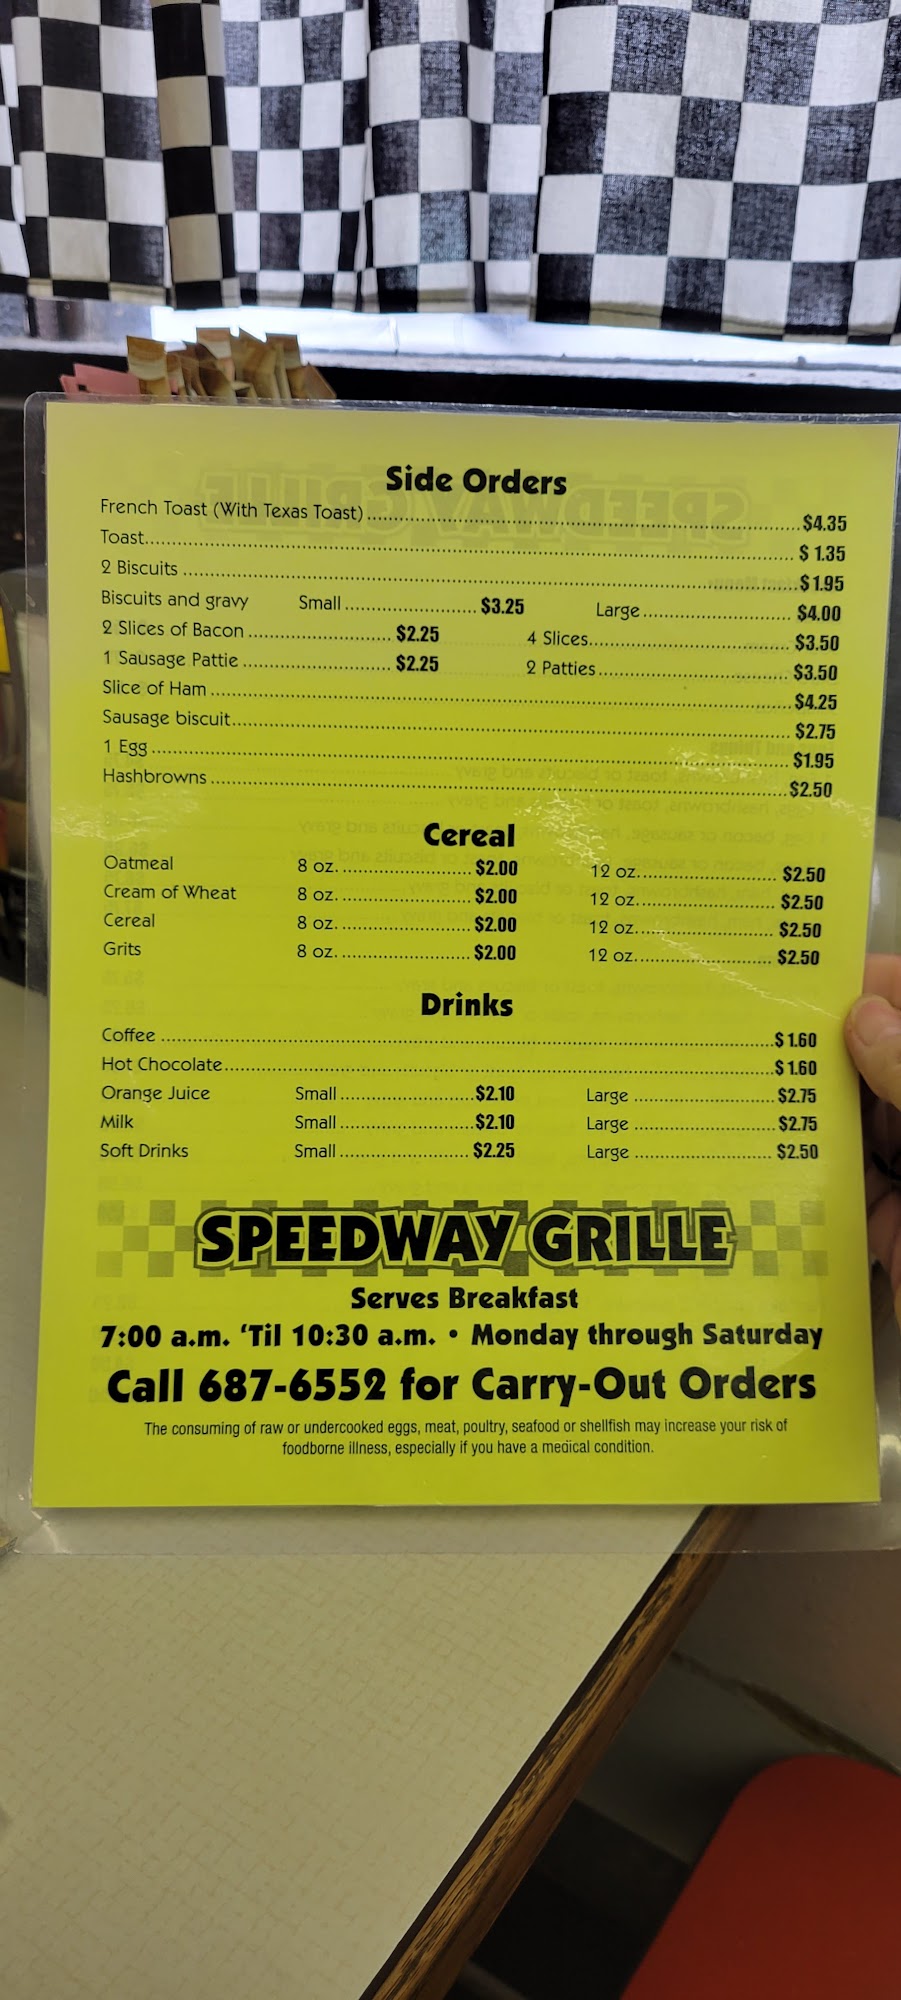 Side Orders
French Toast (With Texas Toast) $4.35
Toast $1.35
2 Biscuits $1.95
Biscuits and gravy Small $3.25 Large $4.00
2 Slices of Bacon $2.25 4 Slices $3.50
1 Sausage Pattie $2.25 2 Patties $3.50
Slice of Ham $4.25
Sausage biscuit $2.75
1 Egg $1.95
Hashbrowns $2.50
Cereal
Oatmeal 8 oz. $2.00 12 oz. $2.50
Cream of Wheat 8 oz. $2.00 12 oz. $2.50
Cereal 8 oz. $2.00 12 oz. $2.50
Grits 8 oz. $2.00 12 oz. $2.50
Drinks
Coffee $1.60
Hot Chocolate $1.60
Orange Juice Small $2.10 Large $2.75
Milk Small $2.10 Large $2.75
Soft Drinks Small $2.25 Large $2.50
SPEEDWAY GRILLE
Serves Breakfast
7:00 a.m. 'Til 10:30 a.m. • Monday through Saturday
Call 687-6552 for Carry-Out Orders
The consuming of raw or undercooked eggs, meat, poultry, seafood or shellfish may increase your risk of
foodborne illness, especially if you have a medical condition.